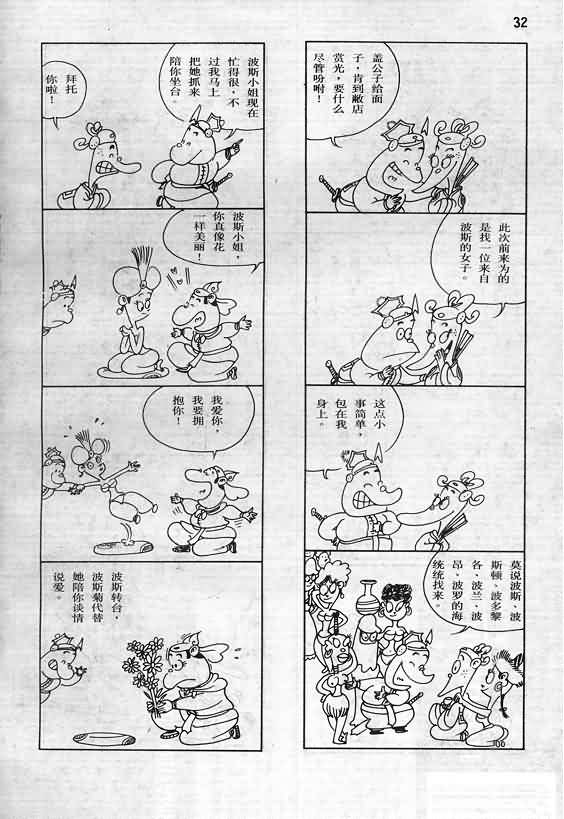 32
盖公子给面
子，肯到敝店
赏光，要什么
尽管吩咐！
此次前来为的
是找一位来自
波斯的女子。
这点小
事简单，
包在我
身上。
莫说波斯、波
斯顿、波多黎
各、波兰、波
昂、波罗的海
统统找来。
波斯小姐现在
忙得很，不
过我马上
把她抓来
陪你坐台。
拜托
你啦！
波斯小姐，
你真像花
一样美丽！
我爱你，
我要拥
抱你！
波斯转台，
波斯菊代替
她陪你谈情
说爱。